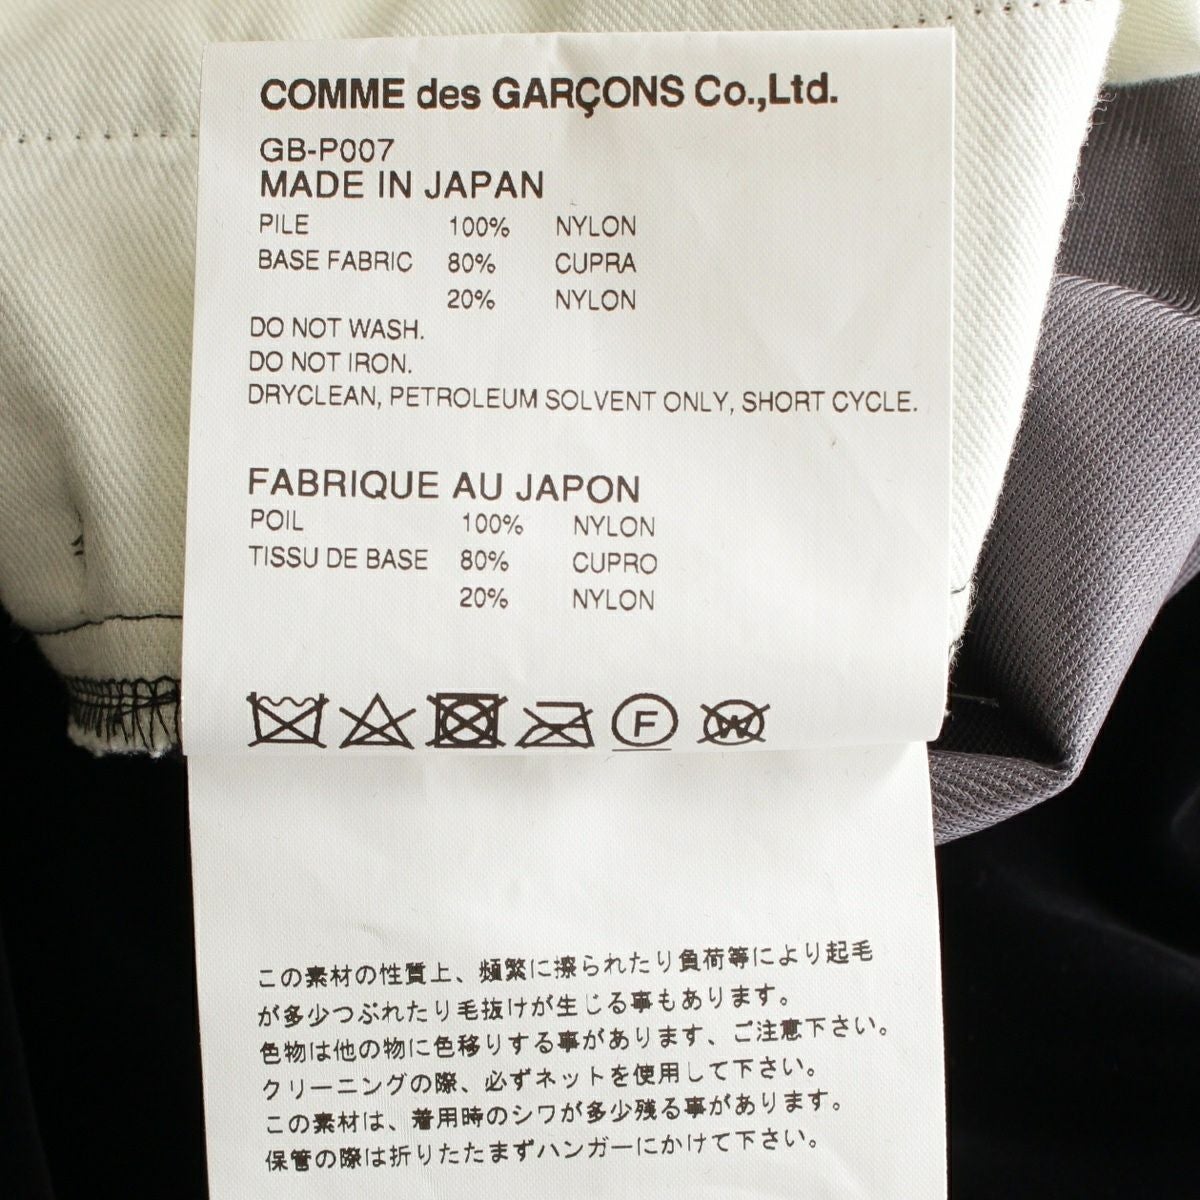 COMME des GARÇONS Co.,Ltd.
GB-P007
MADE IN JAPAN
PILE 100% NYLON
BASE FABRIC 80% CUPRA
20% NYLON
DO NOT WASH.
DO NOT IRON.
DRYCLEAN, PETROLEUM SOLVENT ONLY, SHORT CYCLE.
FABRIQUE AU JAPON
POIL 100% NYLON
TISSU DE BASE 80% CUPRO
20% NYLON
F W
この素材の性質上、頻繁に擦られたり負荷等により起毛
が多少つぶれたり毛抜けが生じる事もあります。
色物は他の物に色移りする事があります、ご注意下さい。
クリーニングの際、必ずネットを使用して下さい。
この素材は、着用時のシワが多少残る事があります。
保管の際は折りたたまずハンガーにかけて下さい。